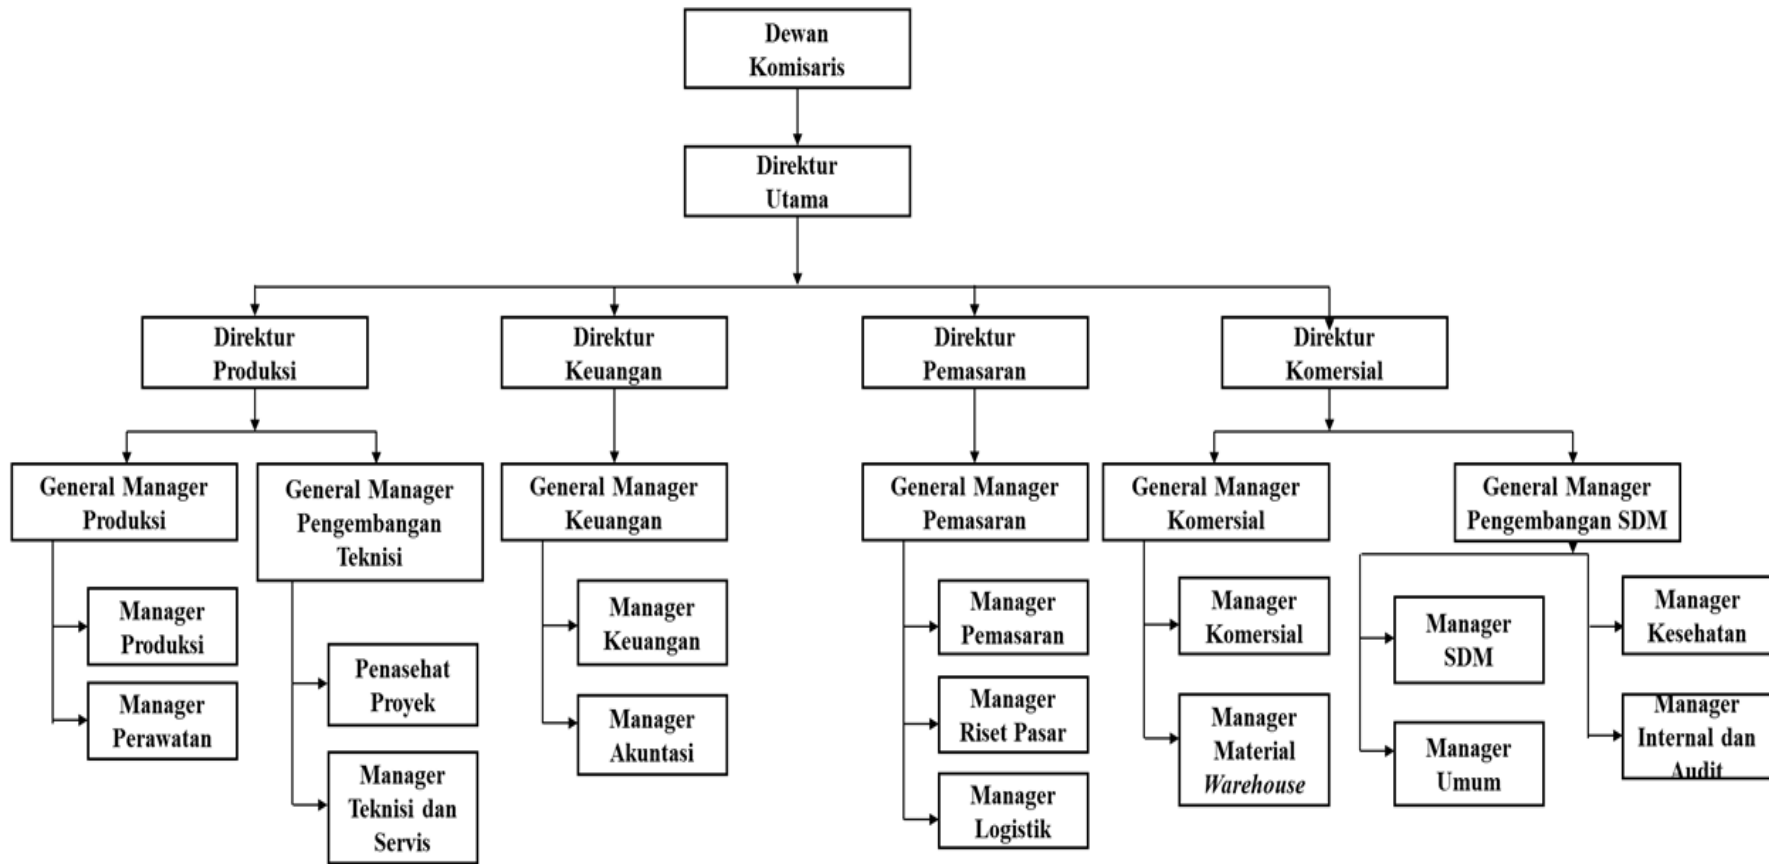 Dewan
Komisaris
Direktur
Utama
Direktur
Produksi
Direktur
Keuangan
Direktur
Pemasaran
Direktur
Komersial
General Manager
Produksi
General Manager
Pengembangan
Teknisi
General Manager
Keuangan
General Manager
Pemasaran
General Manager
Komersial
General Manager
Pengembangan SDM
Manager
Produksi
Manager
Perawatan
Penasehat
Proyek
Manager
Teknisi dan
Servis
Manager
Keuangan
Manager
Akuntasi
Manager
Pemasaran
Manager
Riset Pasar
Manager
Logistik
Manager
Komersial
Manager
Material
Warehouse
Manager
SDM
Manager
Umum
Manager
Kesehatan
Manager
Internal dan
Audit